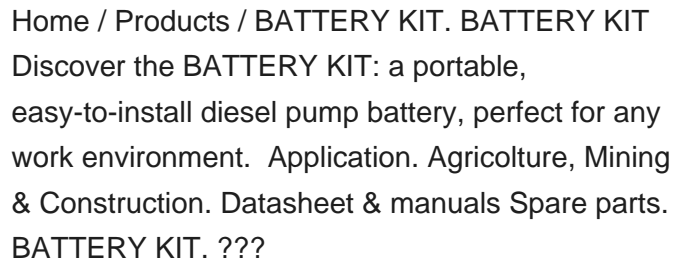 Home / Products / BATTERY KIT. BATTERY KIT
Discover the BATTERY KIT: a portable,
easy-to-install diesel pump battery, perfect for any
work environment.  Application. Agricolture, Mining
& Construction. Datasheet & manuals Spare parts.
BATTERY KIT. ???